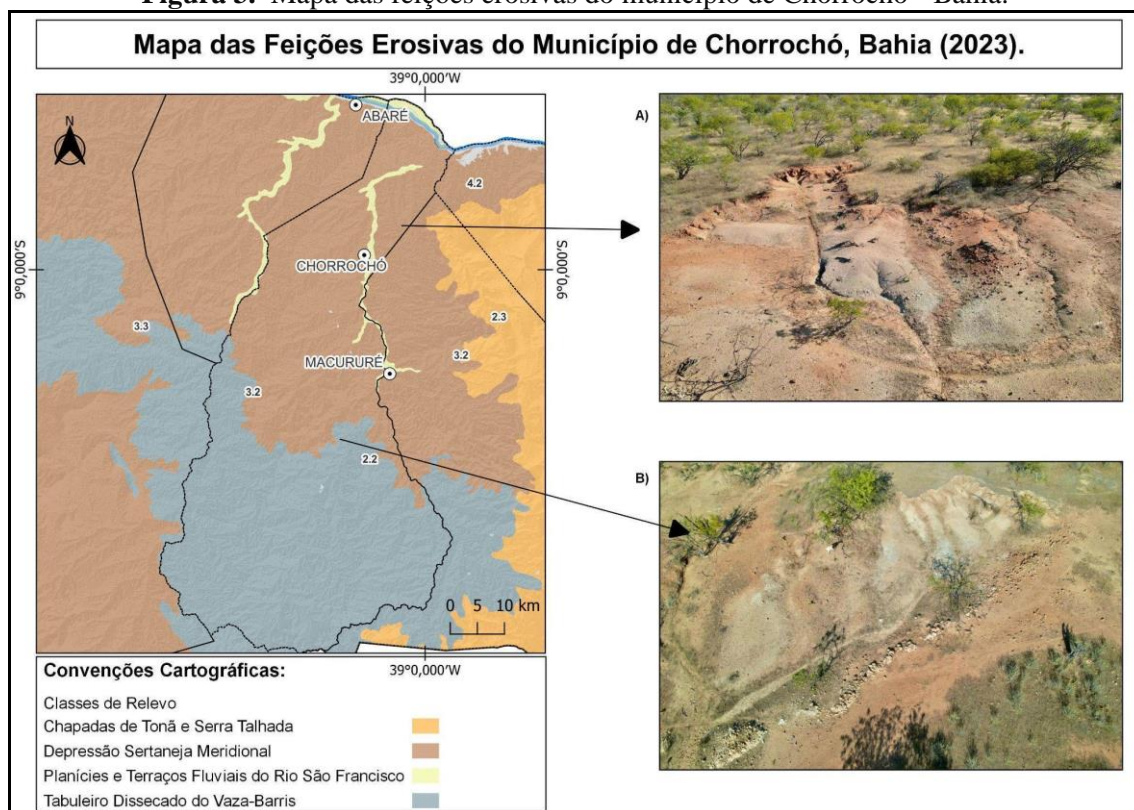 Figura 3. Mapa das feições erosivas do município de Chorrochó - Bahia.
Mapa das Feições Erosivas do Município de Chorrochó, Bahia (2023).
39°0,000'W
ABARÉ
N
4.2
9°0,000'S
CHORROCHÓ
9°0,000'S
2.3
3.3
3.2
MACURURÉ
3.2
2.2
0 5 10 km
39°0,000'W
A)
B)
Convenções Cartográficas:
Classes de Relevo
Chapadas de Tonã e Serra Talhada
Depressão Sertaneja Meridional
Planícies e Terraços Fluviais do Rio São Francisco
Tabuleiro Dissecado do Vaza-Barris